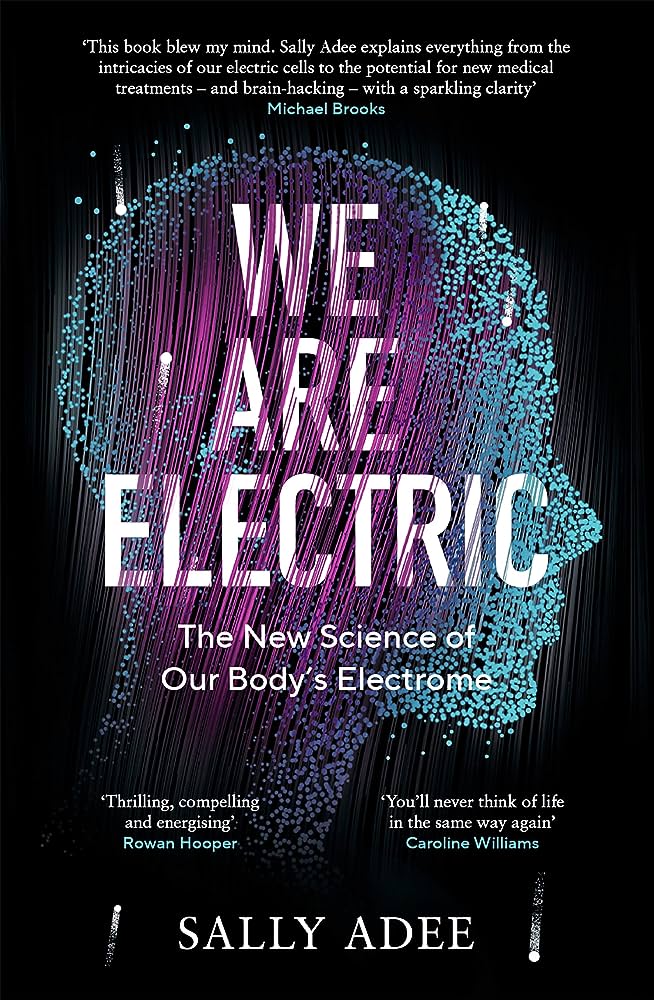 ‘This book blew my mind. Sally Adee explains everything from the
intricacies of our electric cells to the potential for new medical
treatments – and brain-hacking – with a sparkling clarity’
Michael Brooks
WE
ARE
ELECTRIC
The New Science of
Our Body’s Electrome
‘Thrilling, compelling
and energising’
Rowan Hooper
‘You’ll never think of life
in the same way again’
Caroline Williams
SALLY ADEE